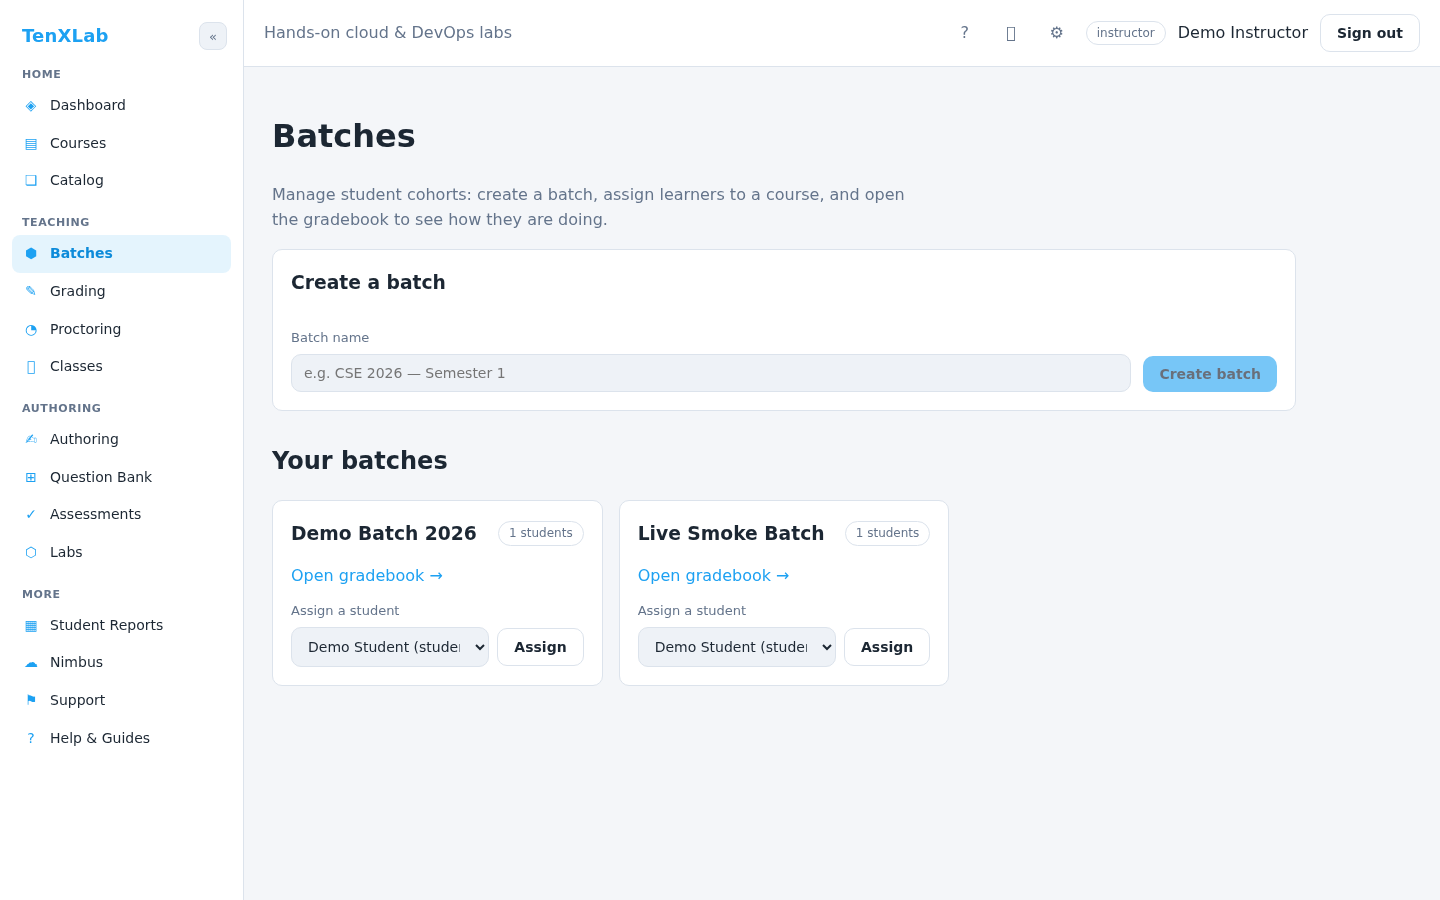 TenXLab
«
Hands-on cloud & DevOps labs
?
⚙
instructor
Demo Instructor
Sign out
HOME
Dashboard
Courses
Catalog
TEACHING
Batches
Grading
Proctoring
Classes
AUTHORING
Authoring
Question Bank
Assessments
Labs
MORE
Student Reports
Nimbus
Support
? Help & Guides
Batches
Manage student cohorts: create a batch, assign learners to a course, and open
the gradebook to see how they are doing.
Create a batch
Batch name
e.g. CSE 2026 — Semester 1
Create batch
Your batches
Demo Batch 2026
1 students
Open gradebook →
Assign a student
Demo Student (studen
Assign
Live Smoke Batch
1 students
Open gradebook →
Assign a student
Demo Student (studen
Assign